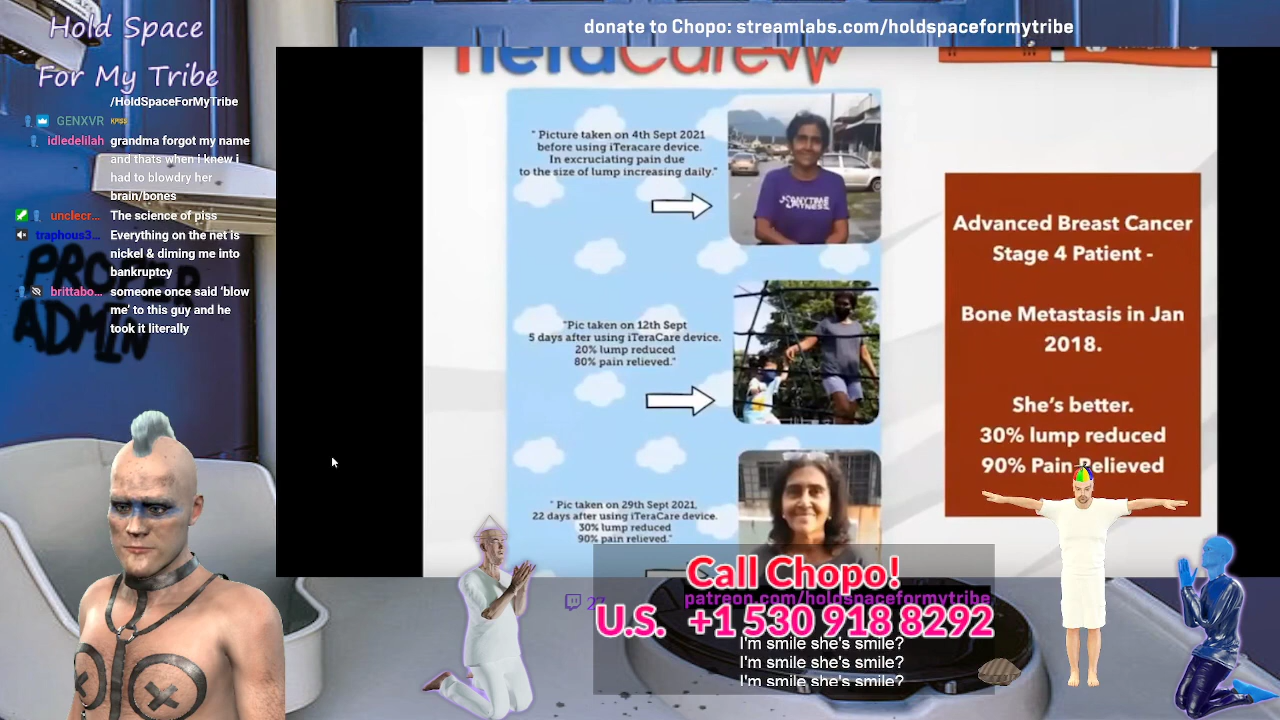 Hold Space
For My Tribe
/HoldSpaceForMyTribe
GENXVR KMSS
idledelilah grandma forgot my name
and thats when i knew i
had to blowdry her
brain/bones
unclecr... The science of piss
traphous3... Everything on the net is
nickel & diming me into
bankruptcy
brittabo... someone once said ‘blow
me’ to this guy and he
took it literally
ADMIN
donate to Chopo: streamlabs.com/holdspaceformytribe
iTeraCare
" Picture taken on 4th Sept 2021
before using iTeracare device.
In excruciating pain due
to the size of lump increasing daily."
ANYTIME
FITNESS
"Pic taken on 12th Sept
5 days after using iTeraCare device.
20% lump reduced
80% pain relieved."
" Pic taken on 29th Sept 2021,
22 days after using iTeraCare device.
30% lump reduced
90% pain relieved."
Advanced Breast Cancer
Stage 4 Patient -
Bone Metastasis in Jan
2018.
She’s better.
30% lump reduced
90% Pain Relieved
Call Chopo!
patreon.com/holdspaceformytribe
U.S. +1 530 918 8292
I'm smile she's smile?
I'm smile she's smile?
I'm smile she's smile?